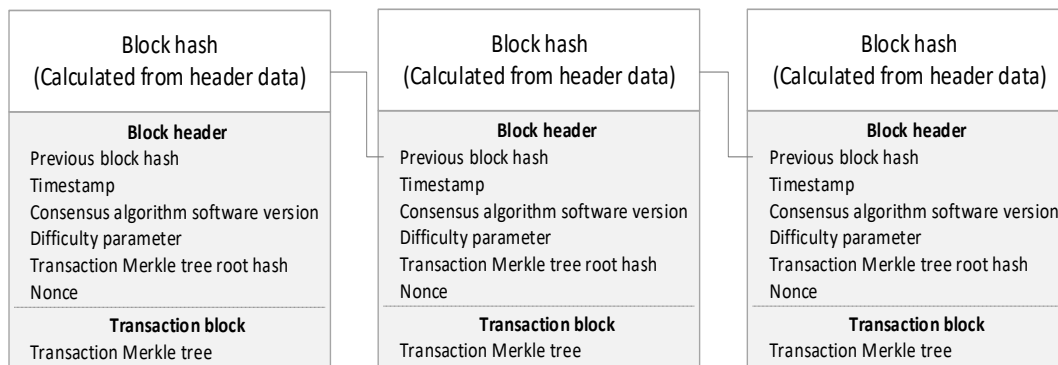 Block hash
(Calculated from header data)
Block header
Previous block hash
Timestamp
Consensus algorithm software version
Difficulty parameter
Transaction Merkle tree root hash
Nonce
Transaction block
Transaction Merkle tree
Block hash
(Calculated from header data)
Block header
Previous block hash
Timestamp
Consensus algorithm software version
Difficulty parameter
Transaction Merkle tree root hash
Nonce
Transaction block
Transaction Merkle tree
Block hash
(Calculated from header data)
Block header
Previous block hash
Timestamp
Consensus algorithm software version
Difficulty parameter
Transaction Merkle tree root hash
Nonce
Transaction block
Transaction Merkle tree